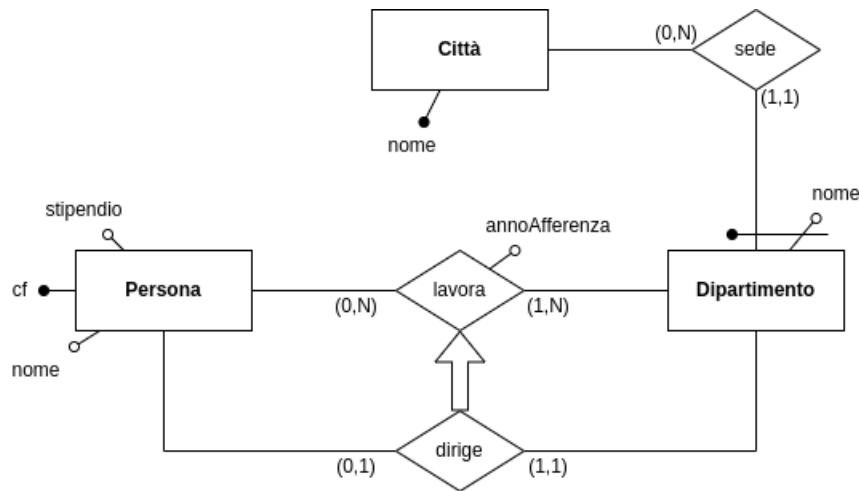 Città
(0,N)
sede
(1,1)
nome
nome
stipendio
annoAfferenza
cf
Persona
(0,N)
lavora
(1,N)
Dipartimento
nome
(0,1)
dirige
(1,1)